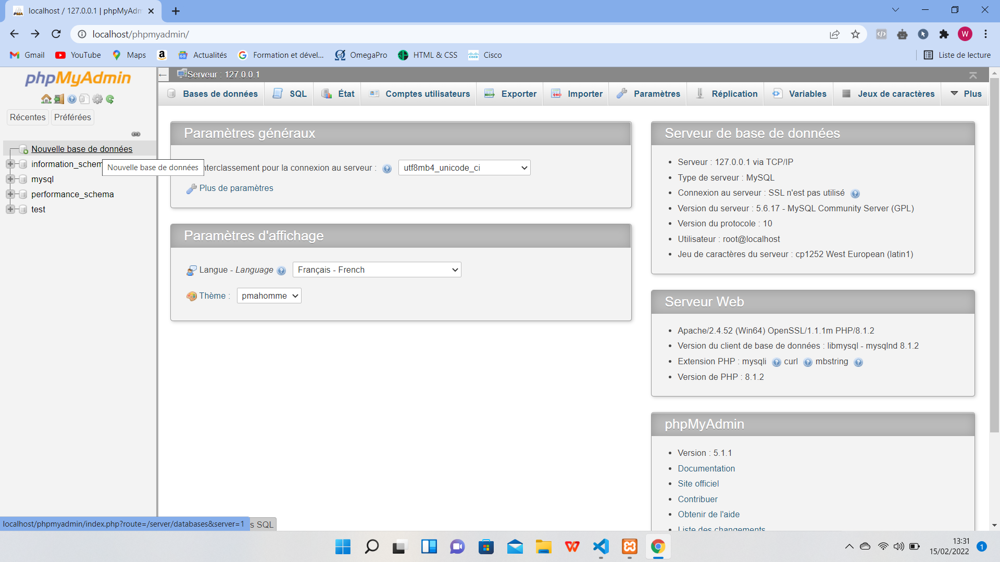 localhost / 127.0.0.1 | phpMyAdm
localhost/phpmyadmin/
W
Gmail
YouTube
Maps
Actualités
Formation et dével...
OmegaPro
HTML & CSS
Cisco
Liste de lecture
phpMyAdmin
Récentes
Préférées
Nouvelle base de données
information_schem
mysql
performance_schema
test
Nouvelle base de données
Serveur : 127.0.0.1
Bases de données
SQL
État
Comptes utilisateurs
Exporter
Importer
Paramètres
Réplication
Variables
Jeux de caractères
Plus
Paramètres généraux
nterclassement pour la connexion au serveur :
utf8mb4_unicode_ci
Plus de paramètres
Paramètres d'affichage
Langue - Language
Français - French
Thème :
pmahomme
Serveur de base de données
Serveur : 127.0.0.1 via TCP/IP
Type de serveur : MySQL
Connexion au serveur : SSL n'est pas utilisé
Version du serveur : 5.6.17 - MySQL Community Server (GPL)
Version du protocole : 10
Utilisateur : root@localhost
Jeu de caractères du serveur : cp1252 West European (latin1)
Serveur Web
Apache/2.4.52 (Win64) OpenSSL/1.1.1m PHP/8.1.2
Version du client de base de données : libmysql - mysqlnd 8.1.2
Extension PHP : mysqli curl mbstring
Version de PHP : 8.1.2
phpMyAdmin
Version : 5.1.1
Documentation
Site officiel
Contribuer
Obtenir de l'aide
Liste des changements
localhost/phpmyadmin/index.php?route=/server/databases&server=1
s SQL
13:31
15/02/2022
1